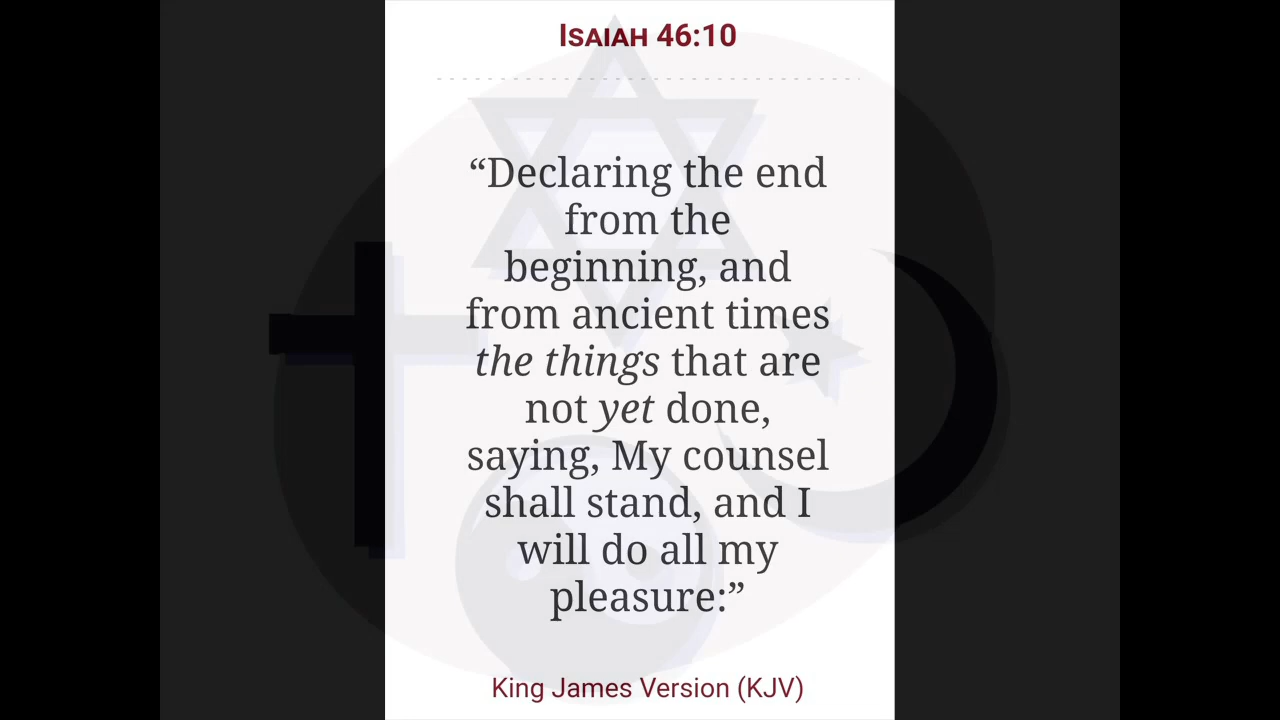 Isaiah 46:10
“Declaring the end
from the
beginning, and
from ancient times
the things that are
not yet done,
saying, My counsel
shall stand, and I
will do all my
pleasure:”
King James Version (KJV)